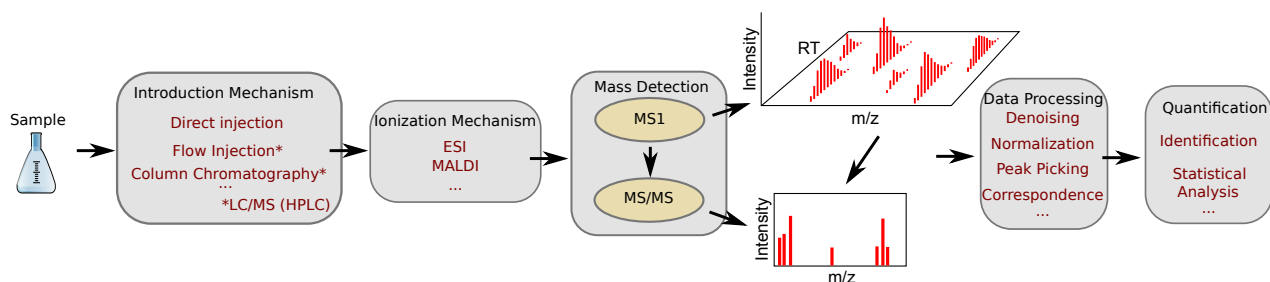 Sample
Introduction Mechanism
Direct injection
Flow Injection*
Column Chromatography*
...
*LC/MS (HPLC)
Ionization Mechanism
ESI
MALDI
...
Mass Detection
MS1
MS/MS
Intensity
RT
m/z
Intensity
m/z
Data Processing
Denoising
Normalization
Peak Picking
Correspondence
...
Quantification
Identification
Statistical
Analysis
...